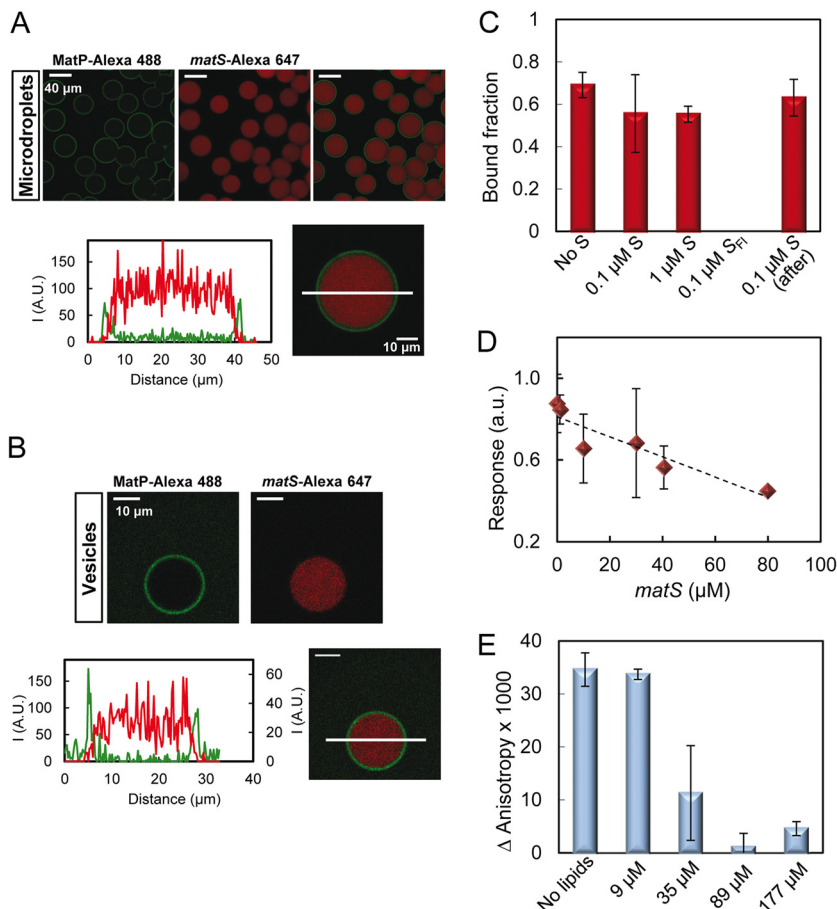 A
MatP-Alexa 488
matS-Alexa 647
Microdroplets
40 µm
I (A.U.)
150
100
50
0
0 10 20 30 40 50
Distance (µm)
10 µm
B
MatP-Alexa 488
matS-Alexa 647
Vesicles
10 µm
I (A.U.)
150
100
50
0
60
40
20
0
I (A.U.)
0 10 20 30 40
Distance (µm)
C
Bound fraction
1
0.8
0.6
0.4
0.2
0
No S
0.1 µM S
1 µM S
0.1 µM SFl
0.1 µM S
(after)
D
Response (a.u.)
1.0
0.6
0.2
0 20 40 60 80 100
matS (µM)
E
Δ Anisotropy x 1000
40
30
20
10
0
No lipids
9 µM
35 µM
89 µM
177 µM